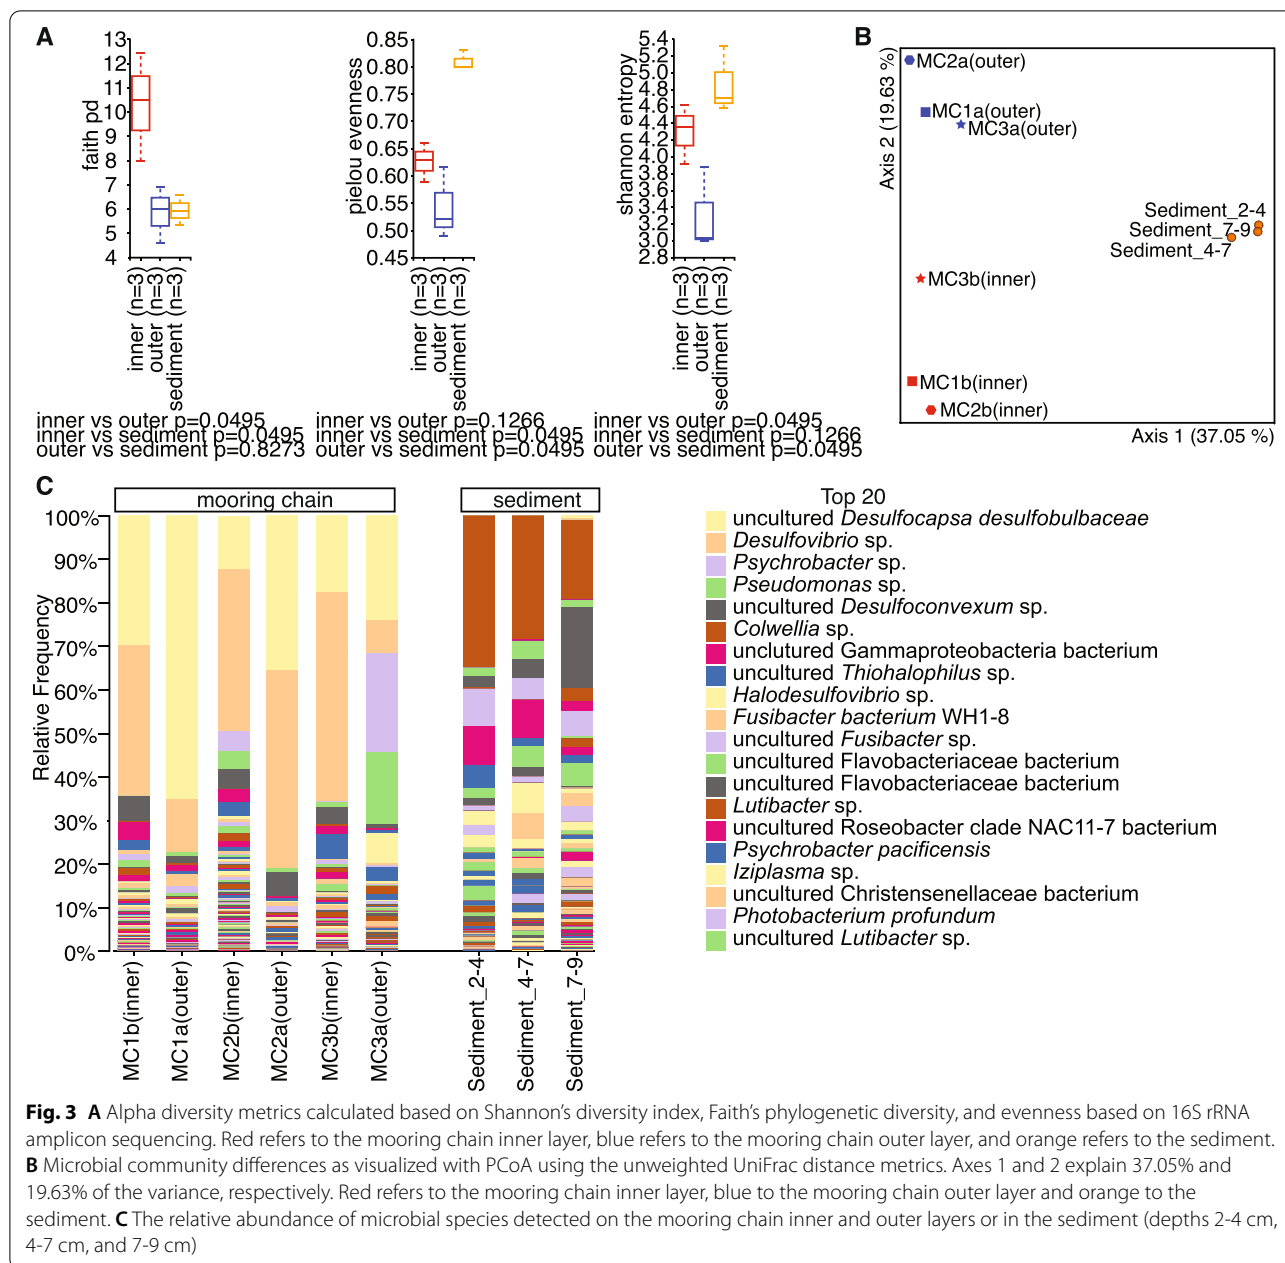 A
faith pd
13
12
11
10
9
8
7
6
5
4
inner (n=3)
outer (n=3)
sediment (n=3)
inner vs outer p=0.0495
inner vs sediment p=0.0495
outer vs sediment p=0.8273
pielou evenness
0.85
0.80
0.75
0.70
0.65
0.60
0.55
0.50
0.45
inner (n=3)
outer (n=3)
sediment (n=3)
inner vs outer p=0.1266
inner vs sediment p=0.0495
outer vs sediment p=0.0495
shannon entropy
5.4
5.2
5.0
4.8
4.6
4.4
4.2
4.0
3.8
3.6
3.4
3.2
3.0
2.8
inner (n=3)
outer (n=3)
sediment (n=3)
inner vs outer p=0.0495
inner vs sediment p=0.1266
outer vs sediment p=0.0495
B
Axis 2 (19.63 %)
MC2a(outer)
MC1a(outer)
MC3a(outer)
Sediment_2-4
Sediment_7-9
Sediment_4-7
MC3b(inner)
MC1b(inner)
MC2b(inner)
Axis 1 (37.05 %)
C
mooring chain
sediment
Relative Frequency
100%
90%
80%
70%
60%
50%
40%
30%
20%
10%
0%
MC1b(inner)
MC1a(outer)
MC2b(inner)
MC2a(outer)
MC3b(inner)
MC3a(outer)
Sediment_2-4
Sediment_4-7
Sediment_7-9
Top 20
uncultured Desulfocapsa desulfobulbaceae
Desulfovibrio sp.
Psychrobacter sp.
Pseudomonas sp.
uncultured Desulfoconvexum sp.
Colwellia sp.
unclutured Gammaproteobacteria bacterium
uncultured Thiohalophilus sp.
Halodesulfovibrio sp.
Fusibacter bacterium WH1-8
uncultured Fusibacter sp.
uncultured Flavobacteriaceae bacterium
uncultured Flavobacteriaceae bacterium
Lutibacter sp.
uncultured Roseobacter clade NAC11-7 bacterium
Psychrobacter pacificensis
Iziplasma sp.
uncultured Christensenellaceae bacterium
Photobacterium profundum
uncultured Lutibacter sp.
Fig. 3 A Alpha diversity metrics calculated based on Shannon's diversity index, Faith's phylogenetic diversity, and evenness based on 16S rRNA
amplicon sequencing. Red refers to the mooring chain inner layer, blue refers to the mooring chain outer layer, and orange refers to the sediment.
B Microbial community differences as visualized with PCoA using the unweighted UniFrac distance metrics. Axes 1 and 2 explain 37.05% and
19.63% of the variance, respectively. Red refers to the mooring chain inner layer, blue to the mooring chain outer layer and orange to the
sediment. C The relative abundance of microbial species detected on the mooring chain inner and outer layers or in the sediment (depths 2-4 cm,
4-7 cm, and 7-9 cm)